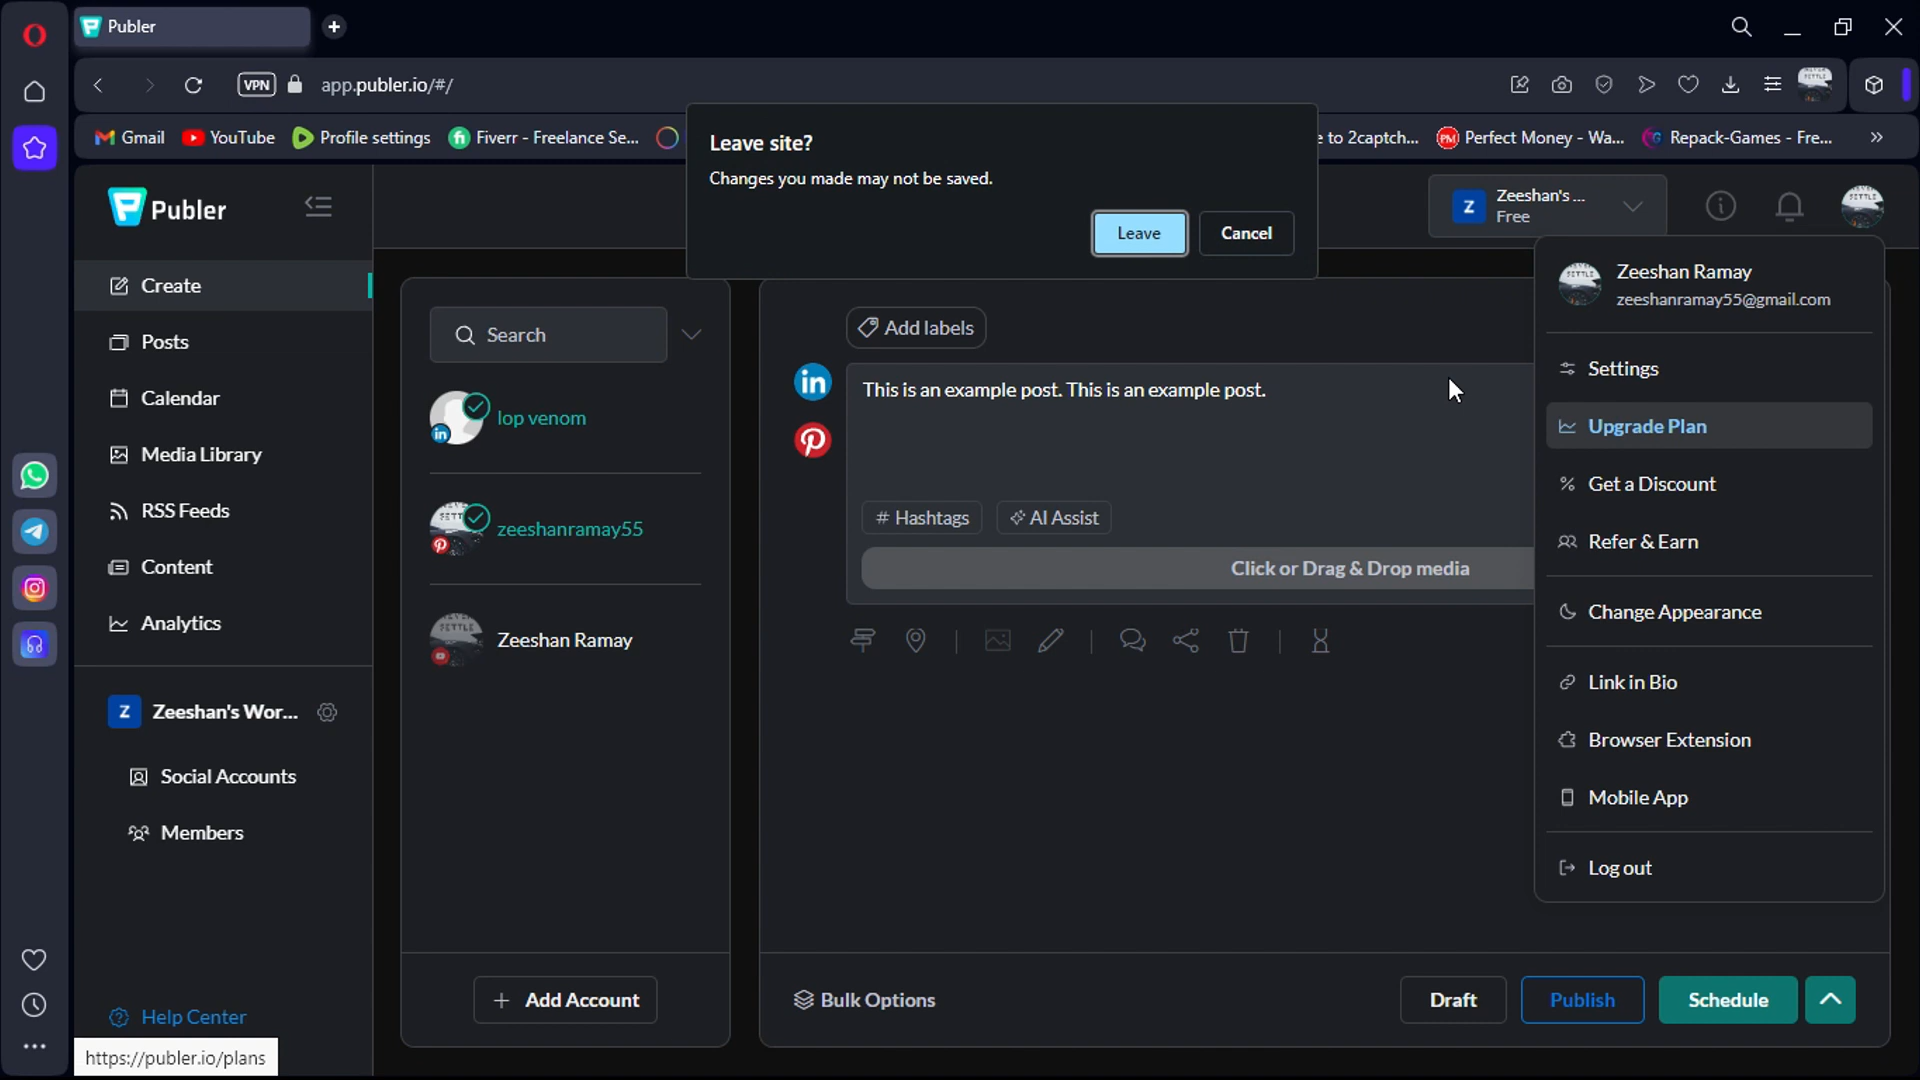 Publer
VPN
app.publer.io/#/
Gmail
YouTube
Profile settings
Fiverr - Freelance Se...
e to 2captch...
Perfect Money - Wa...
Repack-Games - Fre...
»
Leave site?
Changes you made may not be saved.
Leave
Cancel
Publer
Z
Zeeshan's ...
Free
Create
Posts
Calendar
Media Library
RSS Feeds
Content
Analytics
Z
Zeeshan's Wor...
Social Accounts
Members
Help Center
https://publer.io/plans
Search
lop venom
zeeshanramay55
Zeeshan Ramay
+ Add Account
Add labels
This is an example post. This is an example post.
# Hashtags
AI Assist
Click or Drag & Drop media
Bulk Options
Draft
Publish
Schedule
Zeeshan Ramay
zeeshanramay55@gmail.com
Settings
Upgrade Plan
% Get a Discount
Refer & Earn
Change Appearance
Link in Bio
Browser Extension
Mobile App
Log out